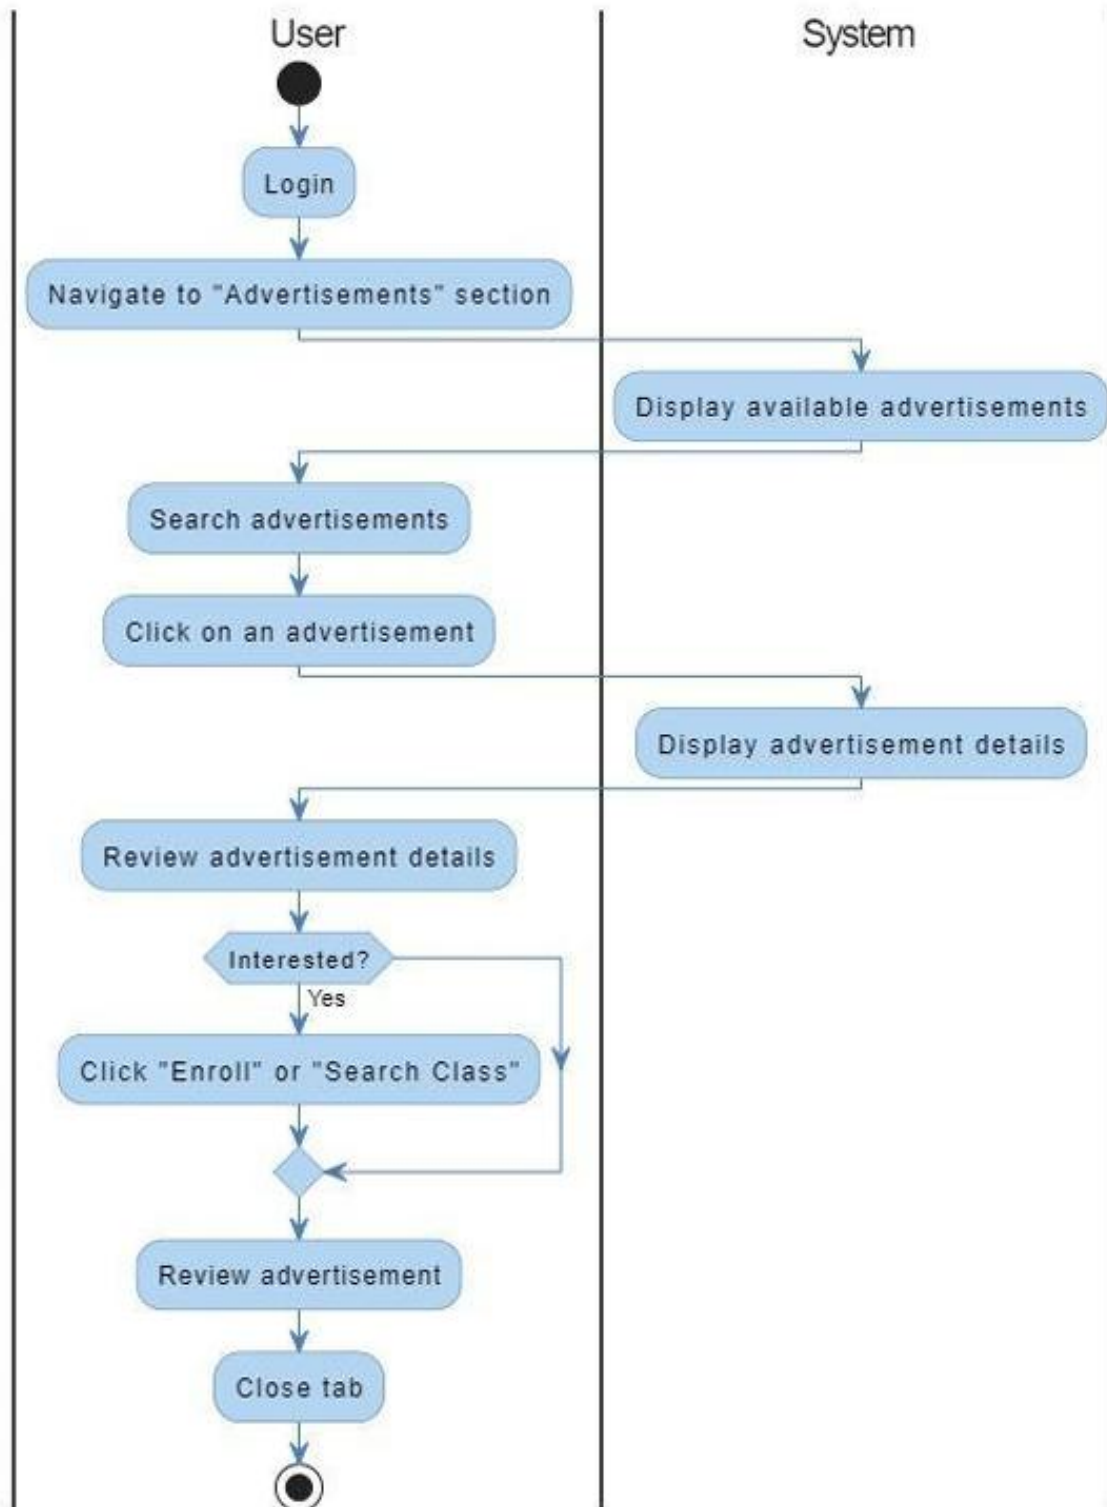 User
System
Login
Navigate to "Advertisements" section
Display available advertisements
Search advertisements
Click on an advertisement
Display advertisement details
Review advertisement details
Interested?
Yes
Click "Enroll" or "Search Class"
Review advertisement
Close tab